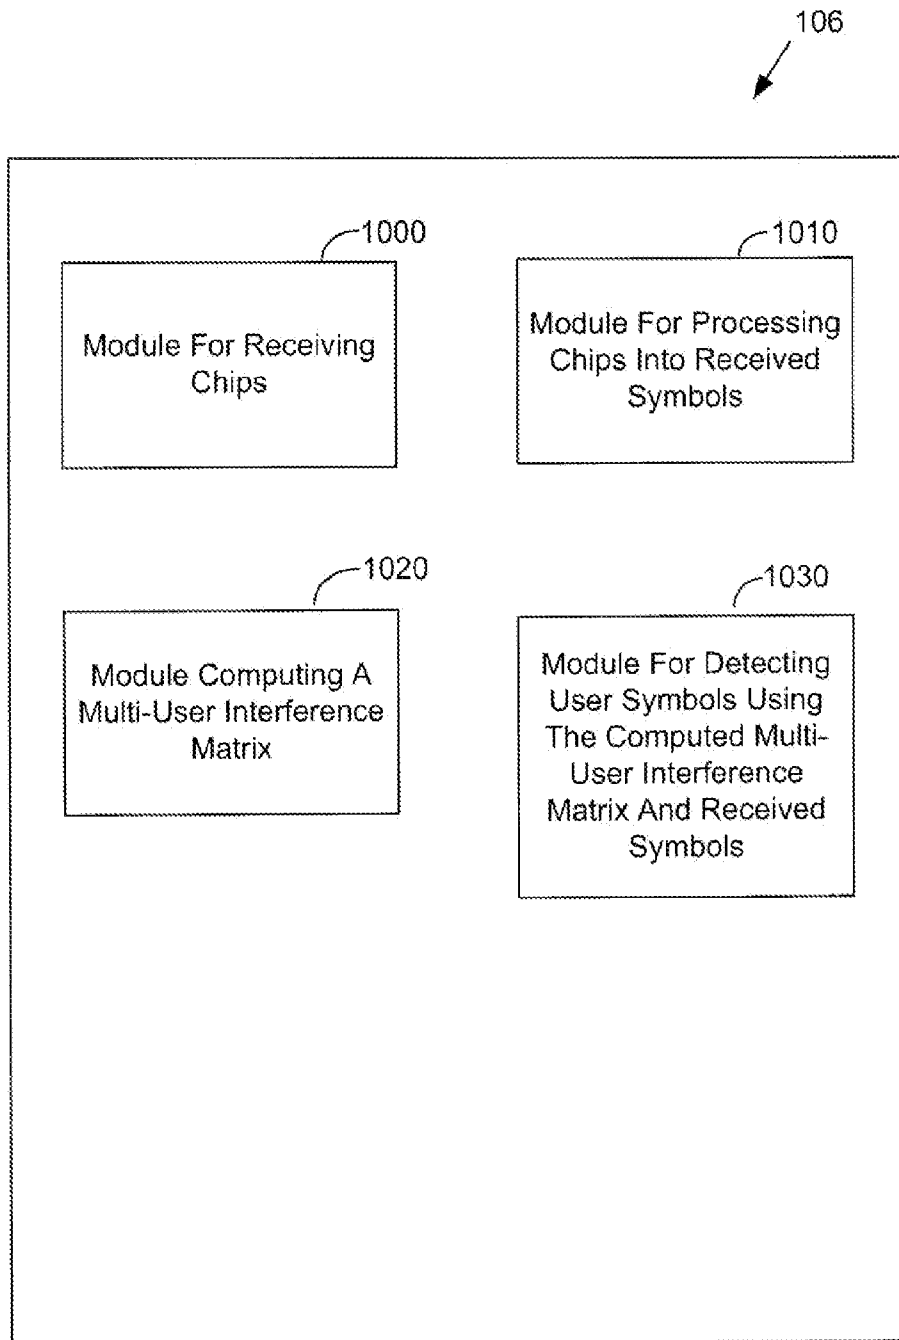 106
1000
Module For Receiving
Chips
1010
Module For Processing
Chips Into Received
Symbols
1020
Module Computing A
Multi-User Interference
Matrix
1030
Module For Detecting
User Symbols Using
The Computed Multi-
User Interference
Matrix And Received
Symbols